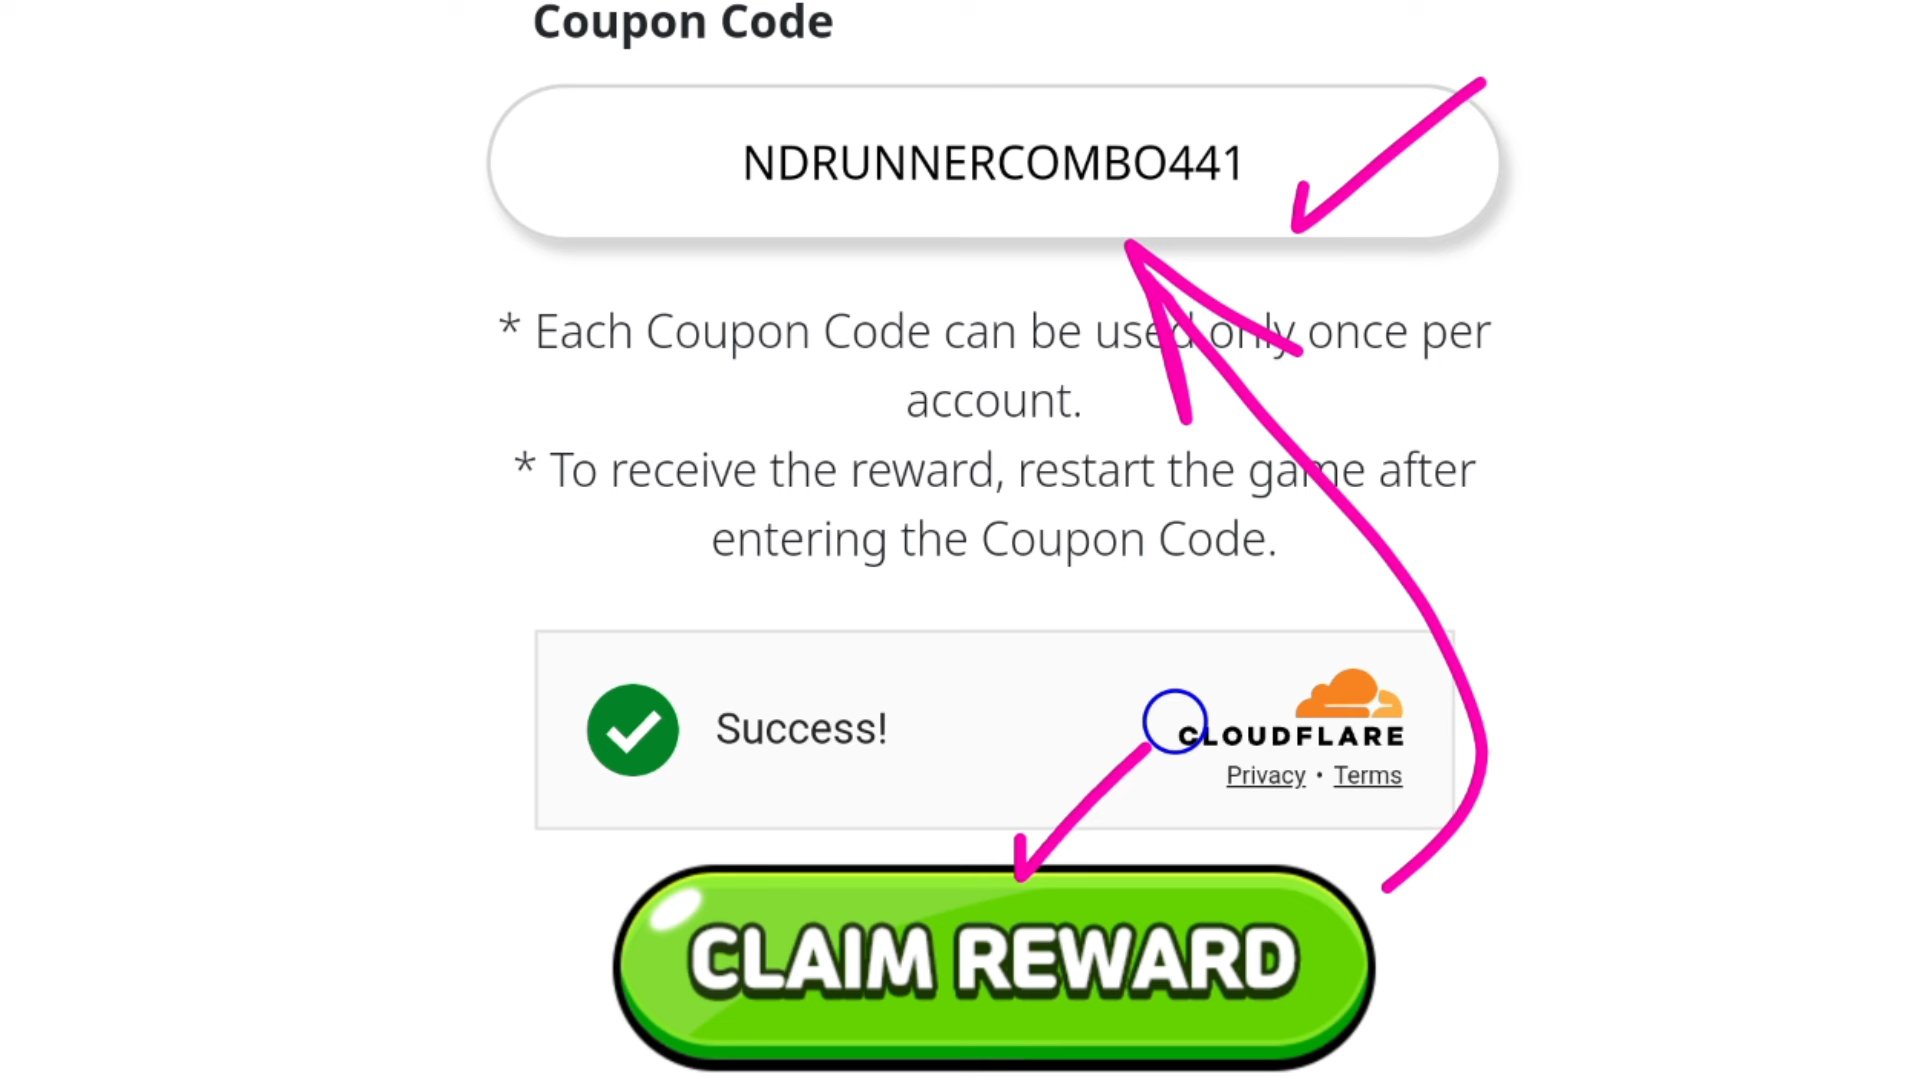 Coupon Code
NDRUNNERCOMBO441
* Each Coupon Code can be used only once per
account.
* To receive the reward, restart the game after
entering the Coupon Code.
Success!
CLOUDFLARE
Privacy • Terms
CLAIM REWARD